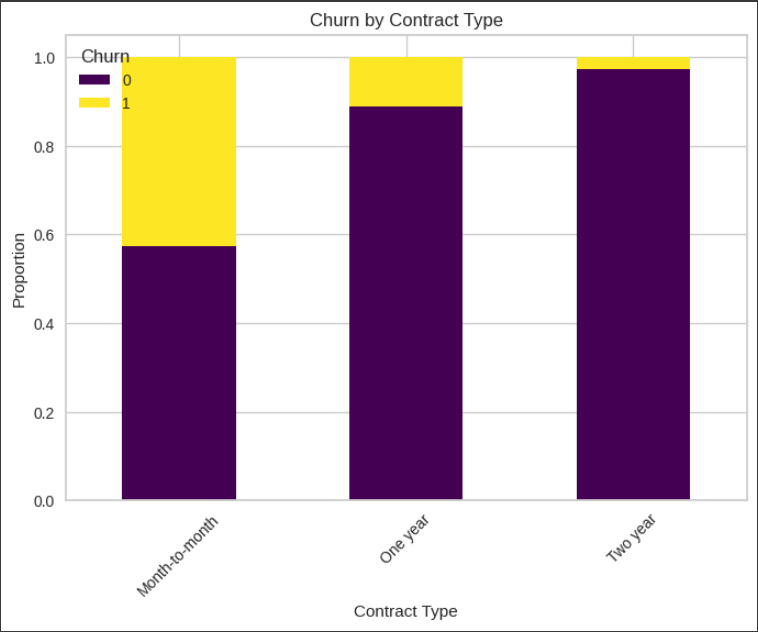 Churn by Contract Type
Churn
0
1
1.0
0.8
0.6
0.4
0.2
0.0
Proportion
Month-to-month
One year
Two year
Contract Type